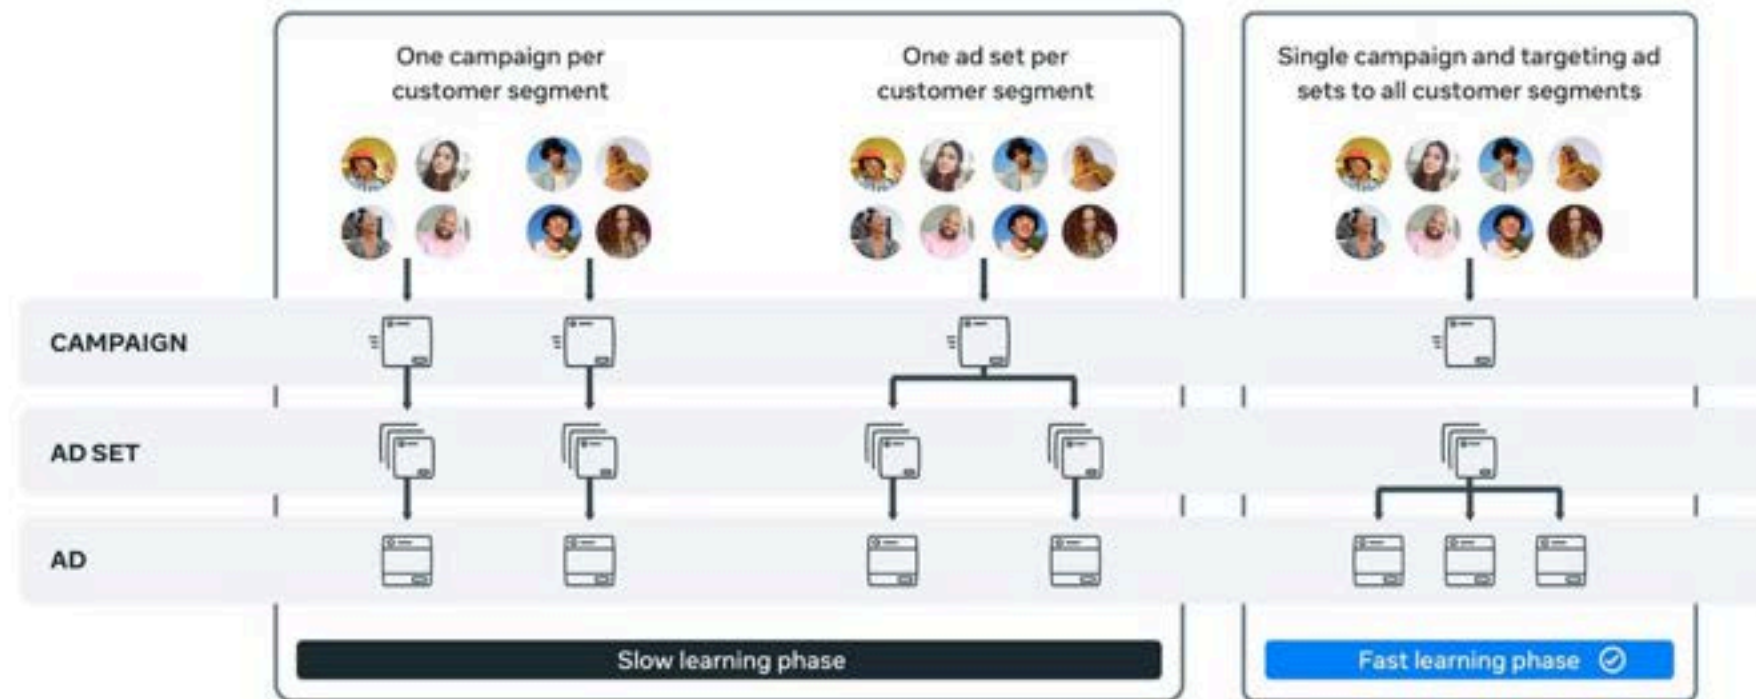 One campaign per
customer segment
One ad set per
customer segment
Single campaign and targeting ad
sets to all customer segments
CAMPAIGN
AD SET
AD
Slow learning phase
Fast learning phase